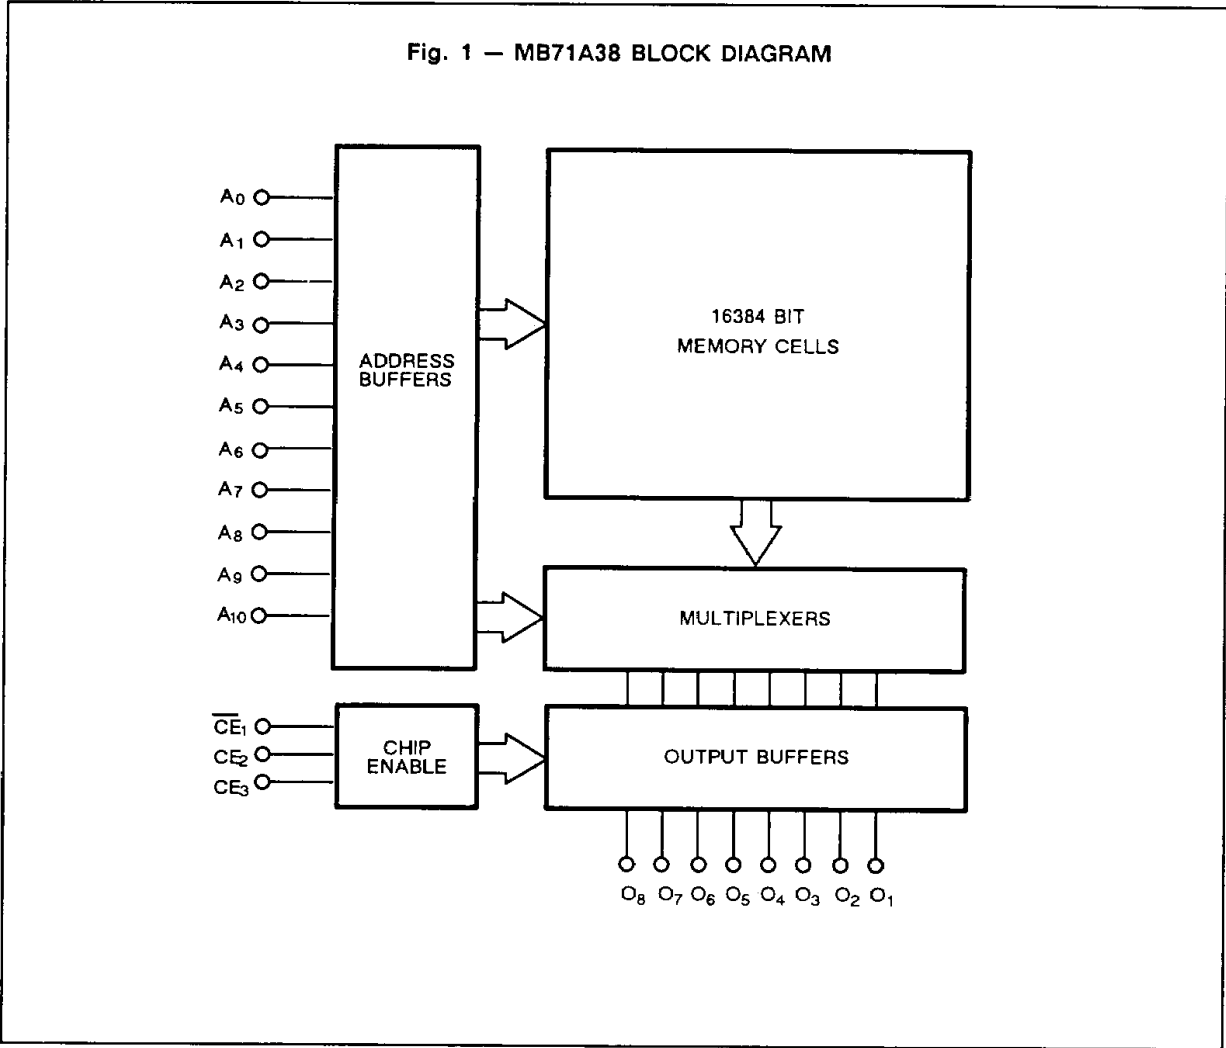 Fig. 1 — MB71A38 BLOCK DIAGRAM
A0
A1
A2
A3
A4
A5
A6
A7
A8
A9
A10
ADDRESS
BUFFERS
16384 BIT
MEMORY CELLS
MULTIPLEXERS
C̅E̅1
CE2
CE3
CHIP
ENABLE
OUTPUT BUFFERS
O8 O7 O6 O5 O4 O3 O2 O1